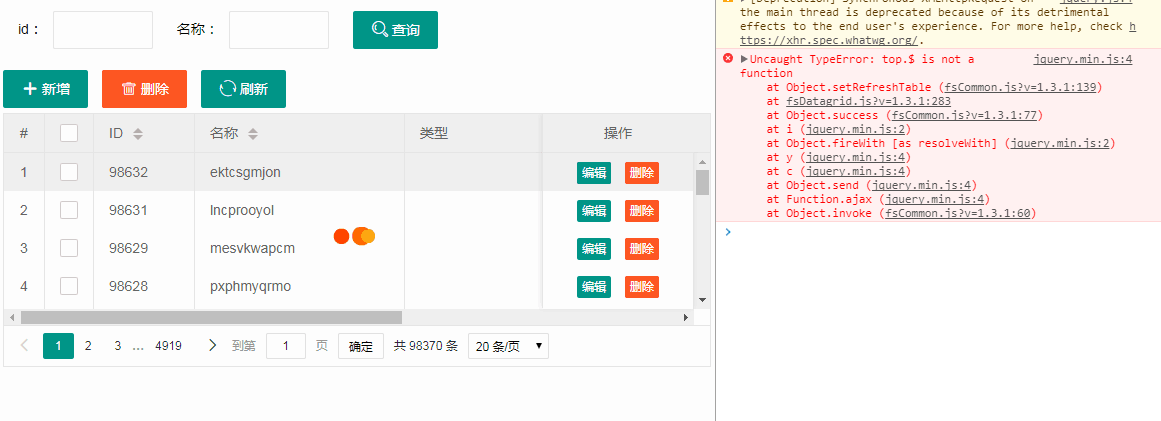 id：
名称：
查询
新增
删除
刷新
# ID 名称 类型 操作
1 98632 ektcsgmjon 编辑 删除
2 98631 lncprooyol 编辑 删除
3 98629 mesvkwapcm 编辑 删除
4 98628 pxphmyqrmo 编辑 删除
1 2 3 … 4919 到第 1 页 确定 共 98370 条 20 条/页
the main thread is deprecated because of its detrimental
effects to the end user's experience. For more help, check h
ttps://xhr.spec.whatwg.org/.
Uncaught TypeError: top.$ is not a jquery.min.js:4
function
at Object.setRefreshTable (fsCommon.js?v=1.3.1:139)
at fsDatagrid.js?v=1.3.1:283
at Object.success (fsCommon.js?v=1.3.1:77)
at i (jquery.min.js:2)
at Object.fireWith [as resolveWith] (jquery.min.js:2)
at y (jquery.min.js:4)
at c (jquery.min.js:4)
at Object.send (jquery.min.js:4)
at Function.ajax (jquery.min.js:4)
at Object.invoke (fsCommon.js?v=1.3.1:60)